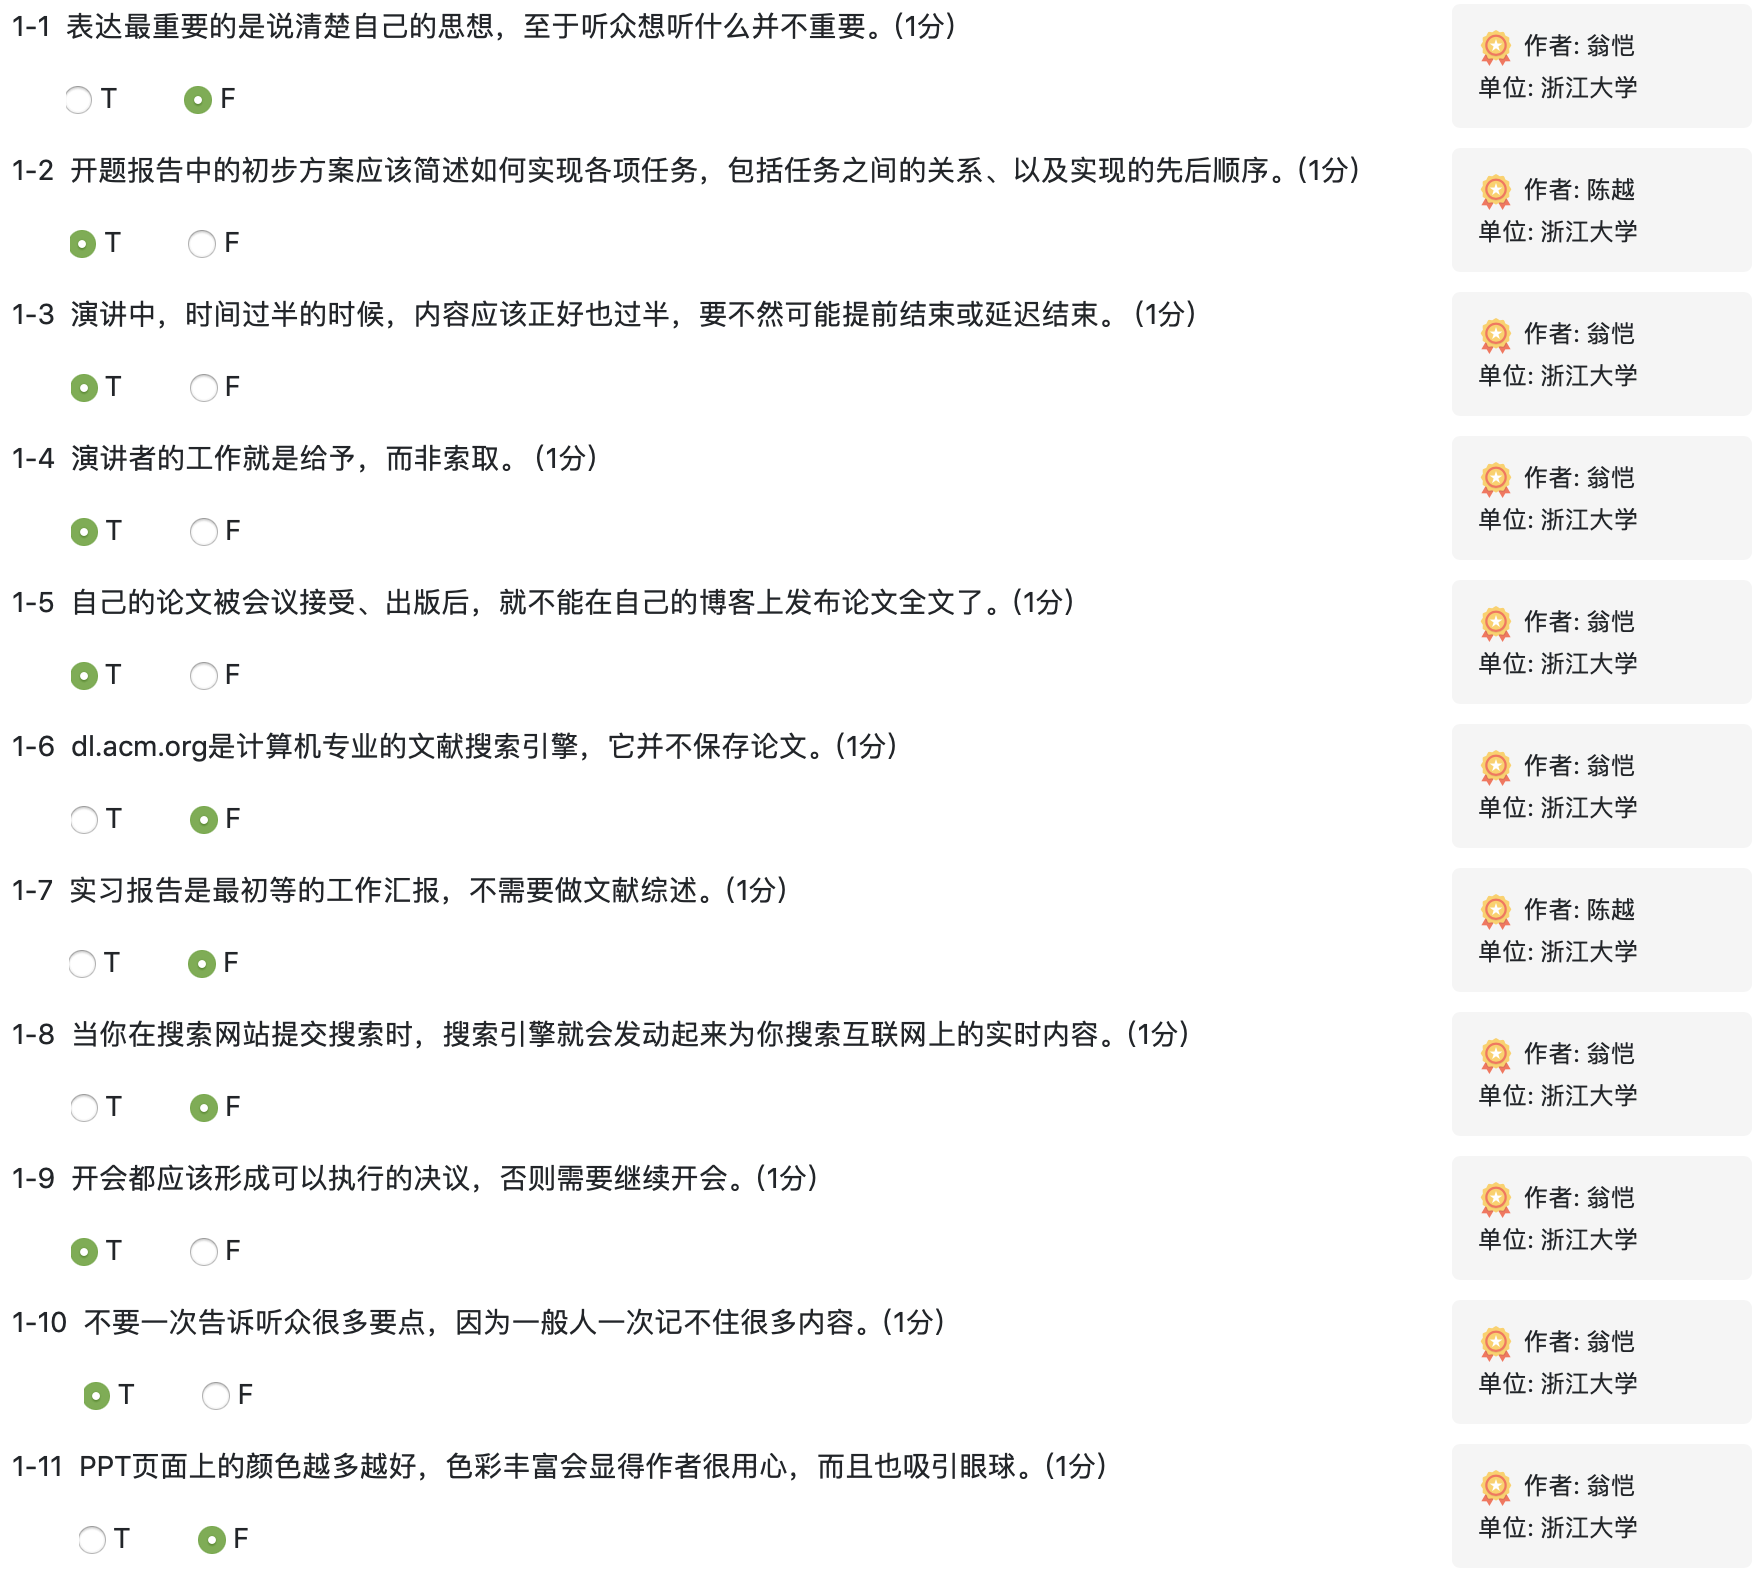 1-1 表达最重要的是说清楚自己的思想，至于听众想听什么并不重要。(1分)
作者: 翁恺
单位: 浙江大学
T F
1-2 开题报告中的初步方案应该简述如何实现各项任务，包括任务之间的关系、以及实现的先后顺序。(1分)
作者: 陈越
单位: 浙江大学
T F
1-3 演讲中，时间过半的时候，内容应该正好也过半，要不然可能提前结束或延迟结束。 (1分)
作者: 翁恺
单位: 浙江大学
T F
1-4 演讲者的工作就是给予，而非索取。 (1分)
作者: 翁恺
单位: 浙江大学
T F
1-5 自己的论文被会议接受、出版后，就不能在自己的博客上发布论文全文了。(1分)
作者: 翁恺
单位: 浙江大学
T F
1-6 dl.acm.org是计算机专业的文献搜索引擎，它并不保存论文。(1分)
作者: 翁恺
单位: 浙江大学
T F
1-7 实习报告是最初等的工作汇报，不需要做文献综述。(1分)
作者: 陈越
单位: 浙江大学
T F
1-8 当你在搜索网站提交搜索时，搜索引擎就会发动起来为你搜索互联网上的实时内容。(1分)
作者: 翁恺
单位: 浙江大学
T F
1-9 开会都应该形成可以执行的决议，否则需要继续开会。(1分)
作者: 翁恺
单位: 浙江大学
T F
1-10 不要一次告诉听众很多要点，因为一般人一次记不住很多内容。(1分)
作者: 翁恺
单位: 浙江大学
T F
1-11 PPT页面上的颜色越多越好，色彩丰富会显得作者很用心，而且也吸引眼球。(1分)
作者: 翁恺
单位: 浙江大学
T F